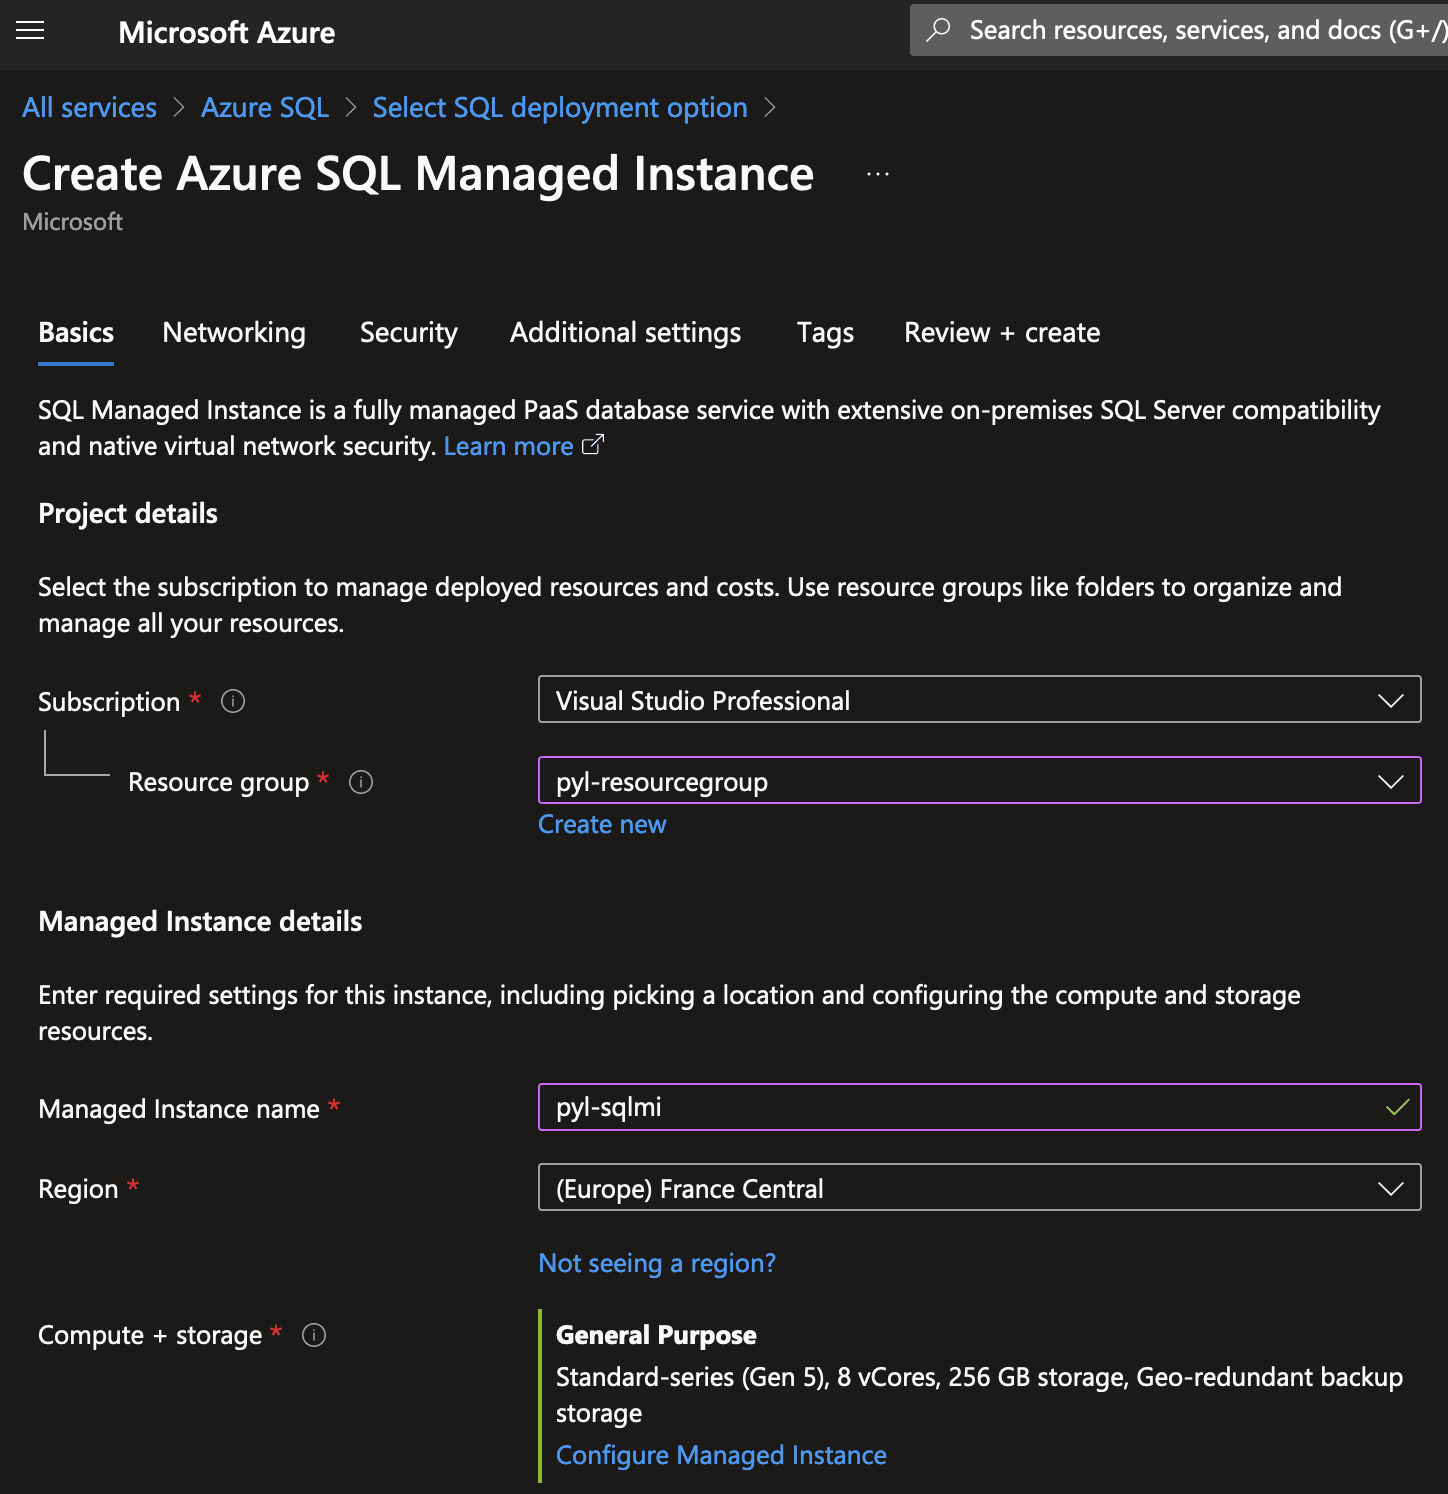 Microsoft Azure
Search resources, services, and docs (G+/)
All services > Azure SQL > Select SQL deployment option >
Create Azure SQL Managed Instance ...
Microsoft
Basics Networking Security Additional settings Tags Review + create
SQL Managed Instance is a fully managed PaaS database service with extensive on-premises SQL Server compatibility
and native virtual network security. Learn more
Project details
Select the subscription to manage deployed resources and costs. Use resource groups like folders to organize and
manage all your resources.
Subscription * Visual Studio Professional
Resource group * pyl-resourcegroup
Create new
Managed Instance details
Enter required settings for this instance, including picking a location and configuring the compute and storage
resources.
Managed Instance name * pyl-sqlmi
Region * (Europe) France Central
Not seeing a region?
Compute + storage * General Purpose
Standard-series (Gen 5), 8 vCores, 256 GB storage, Geo-redundant backup
storage
Configure Managed Instance